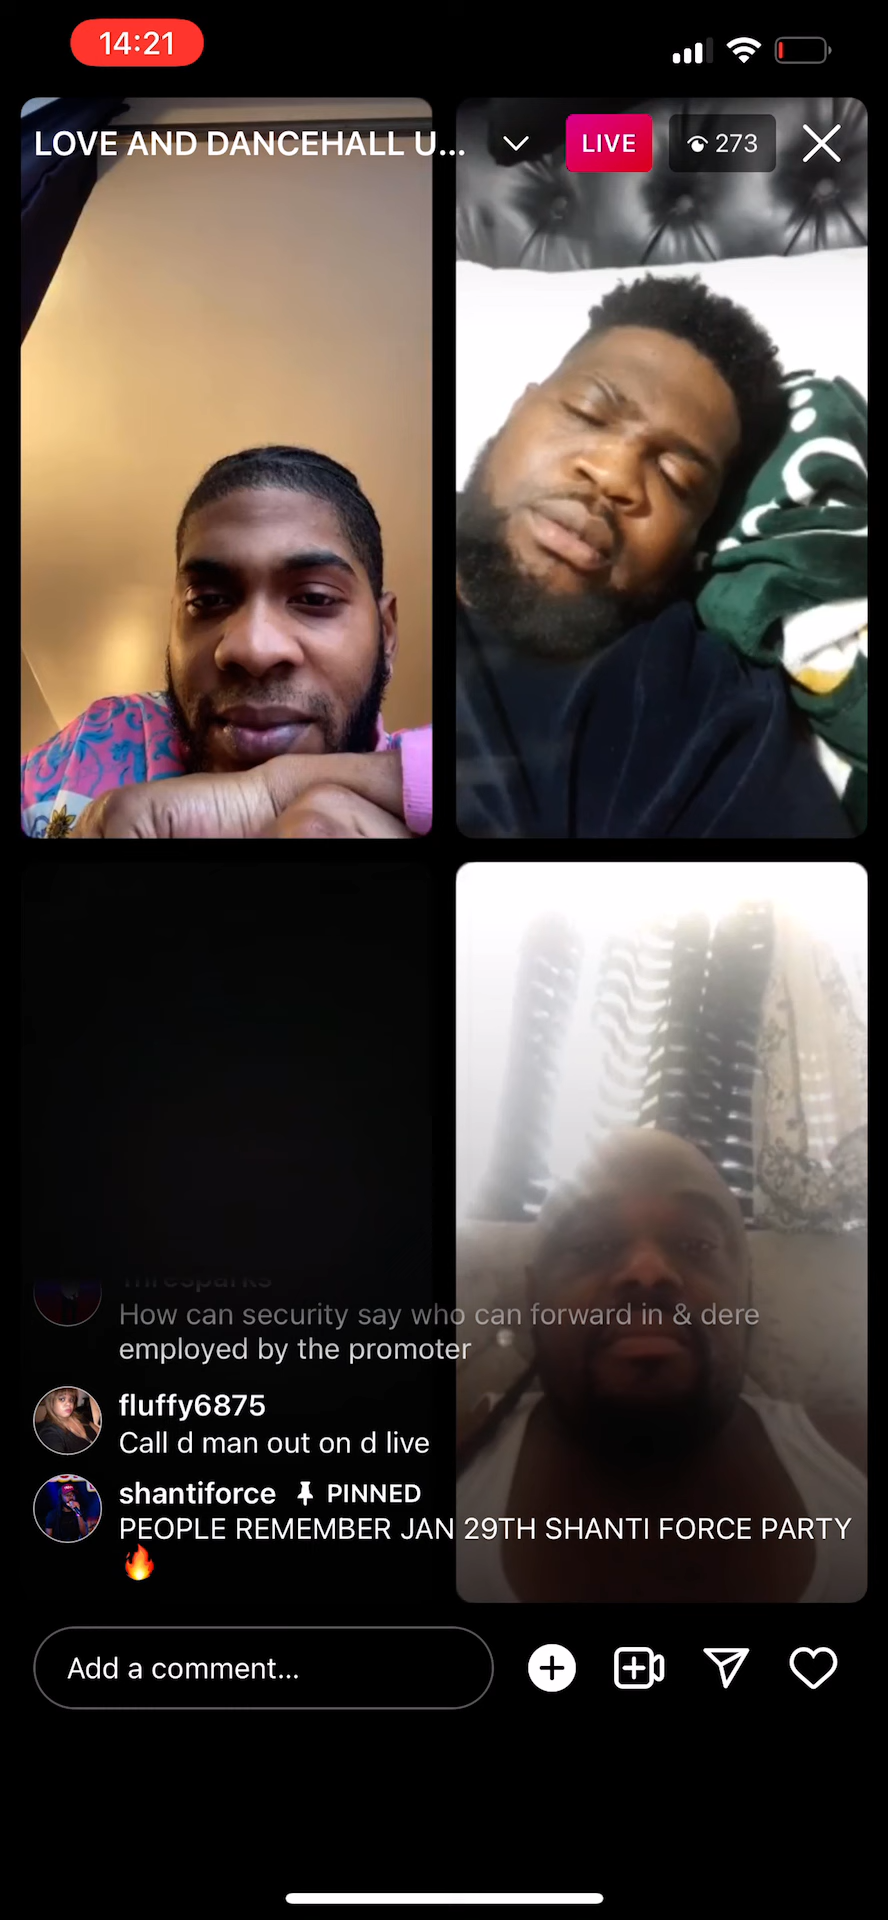 14:21
LOVE AND DANCEHALL U...
LIVE
273
How can security say who can forward in & dere
employed by the promoter
fluffy6875
Call d man out on d live
shantiforce PINNED
PEOPLE REMEMBER JAN 29TH SHANTI FORCE PARTY
🔥
Add a comment...